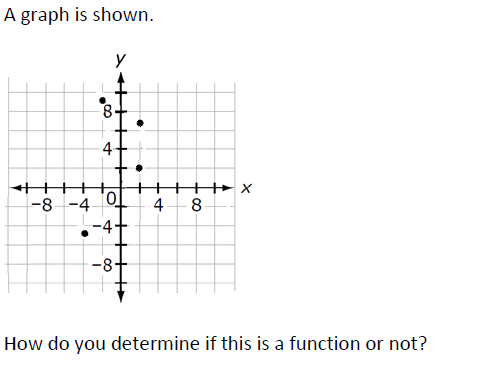 A graph is shown.
y
8
4
-8 -4 0 4 8 x
-4
-8
How do you determine if this is a function or not?